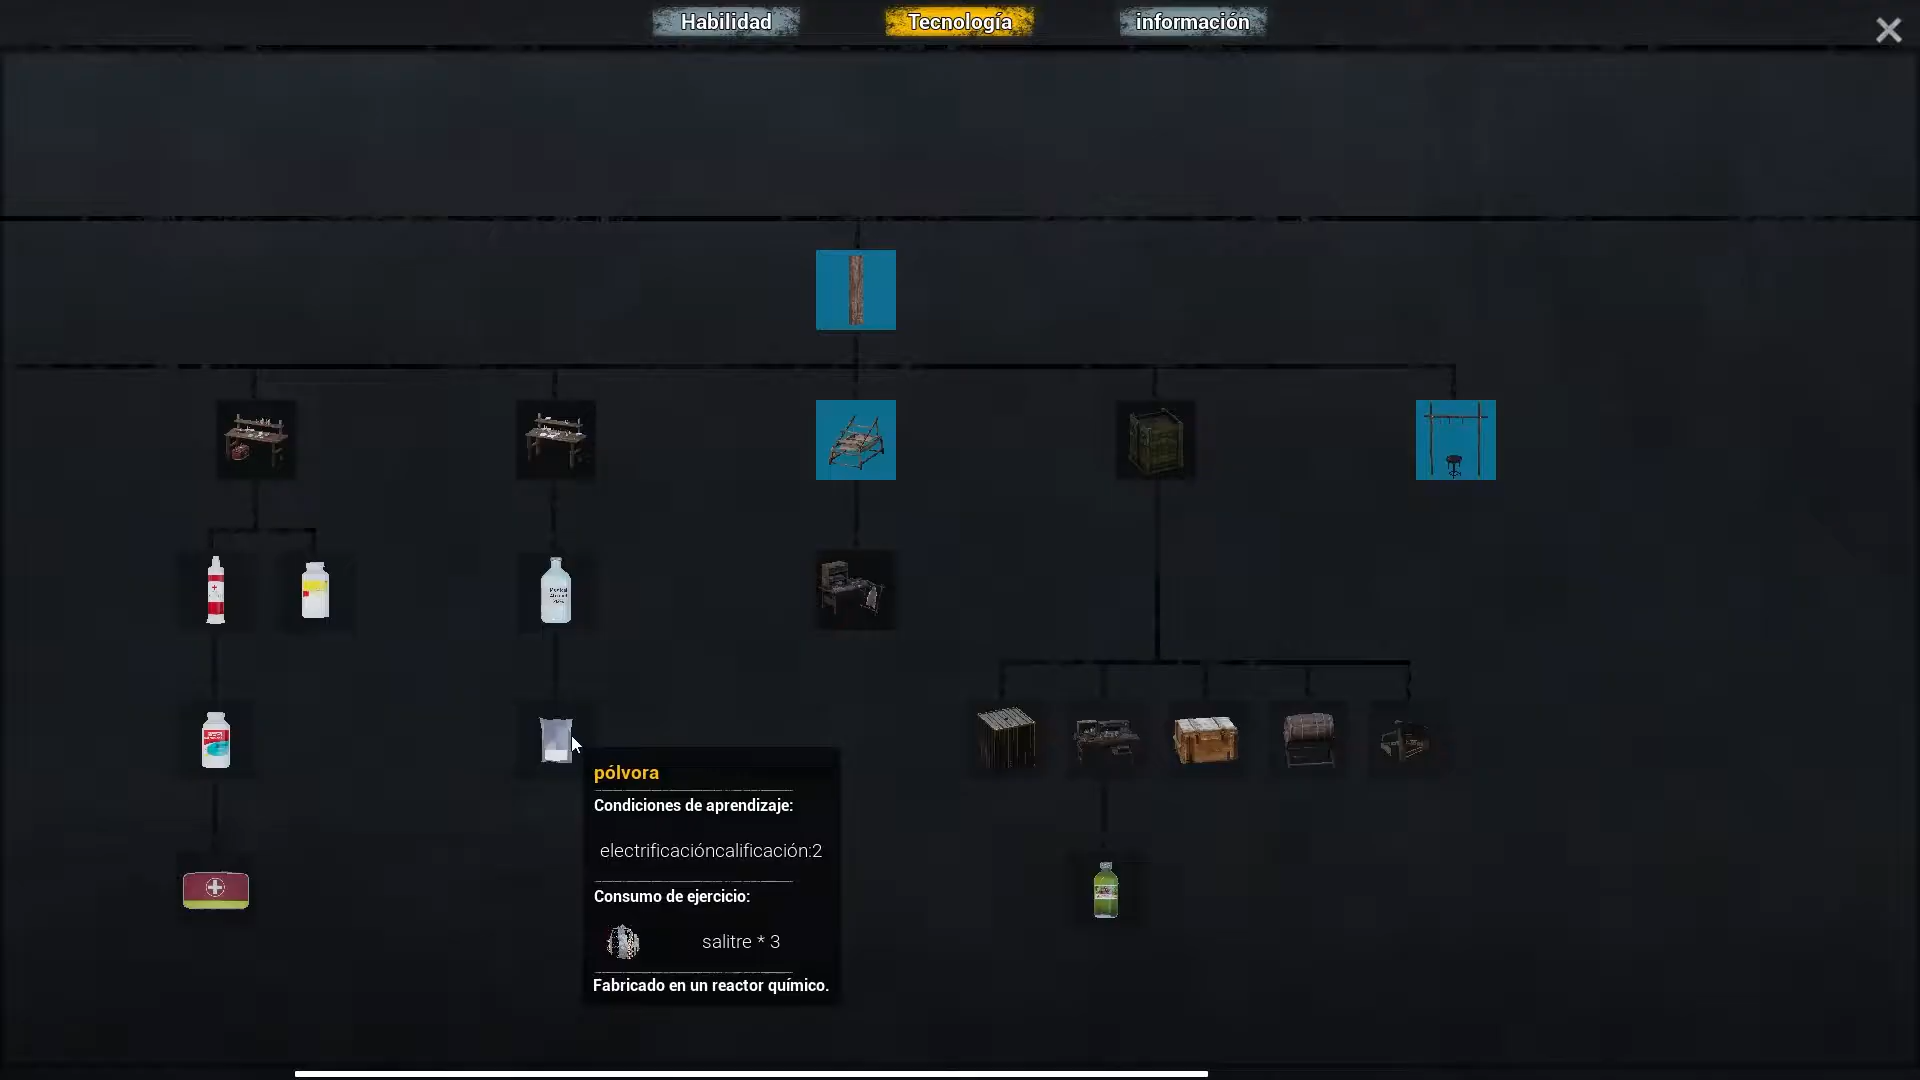 Habilidad
Tecnología
información
pólvora
Condiciones de aprendizaje:
electrificacióncalificación:2
Consumo de ejercicio:
salitre * 3
Fabricado en un reactor químico.